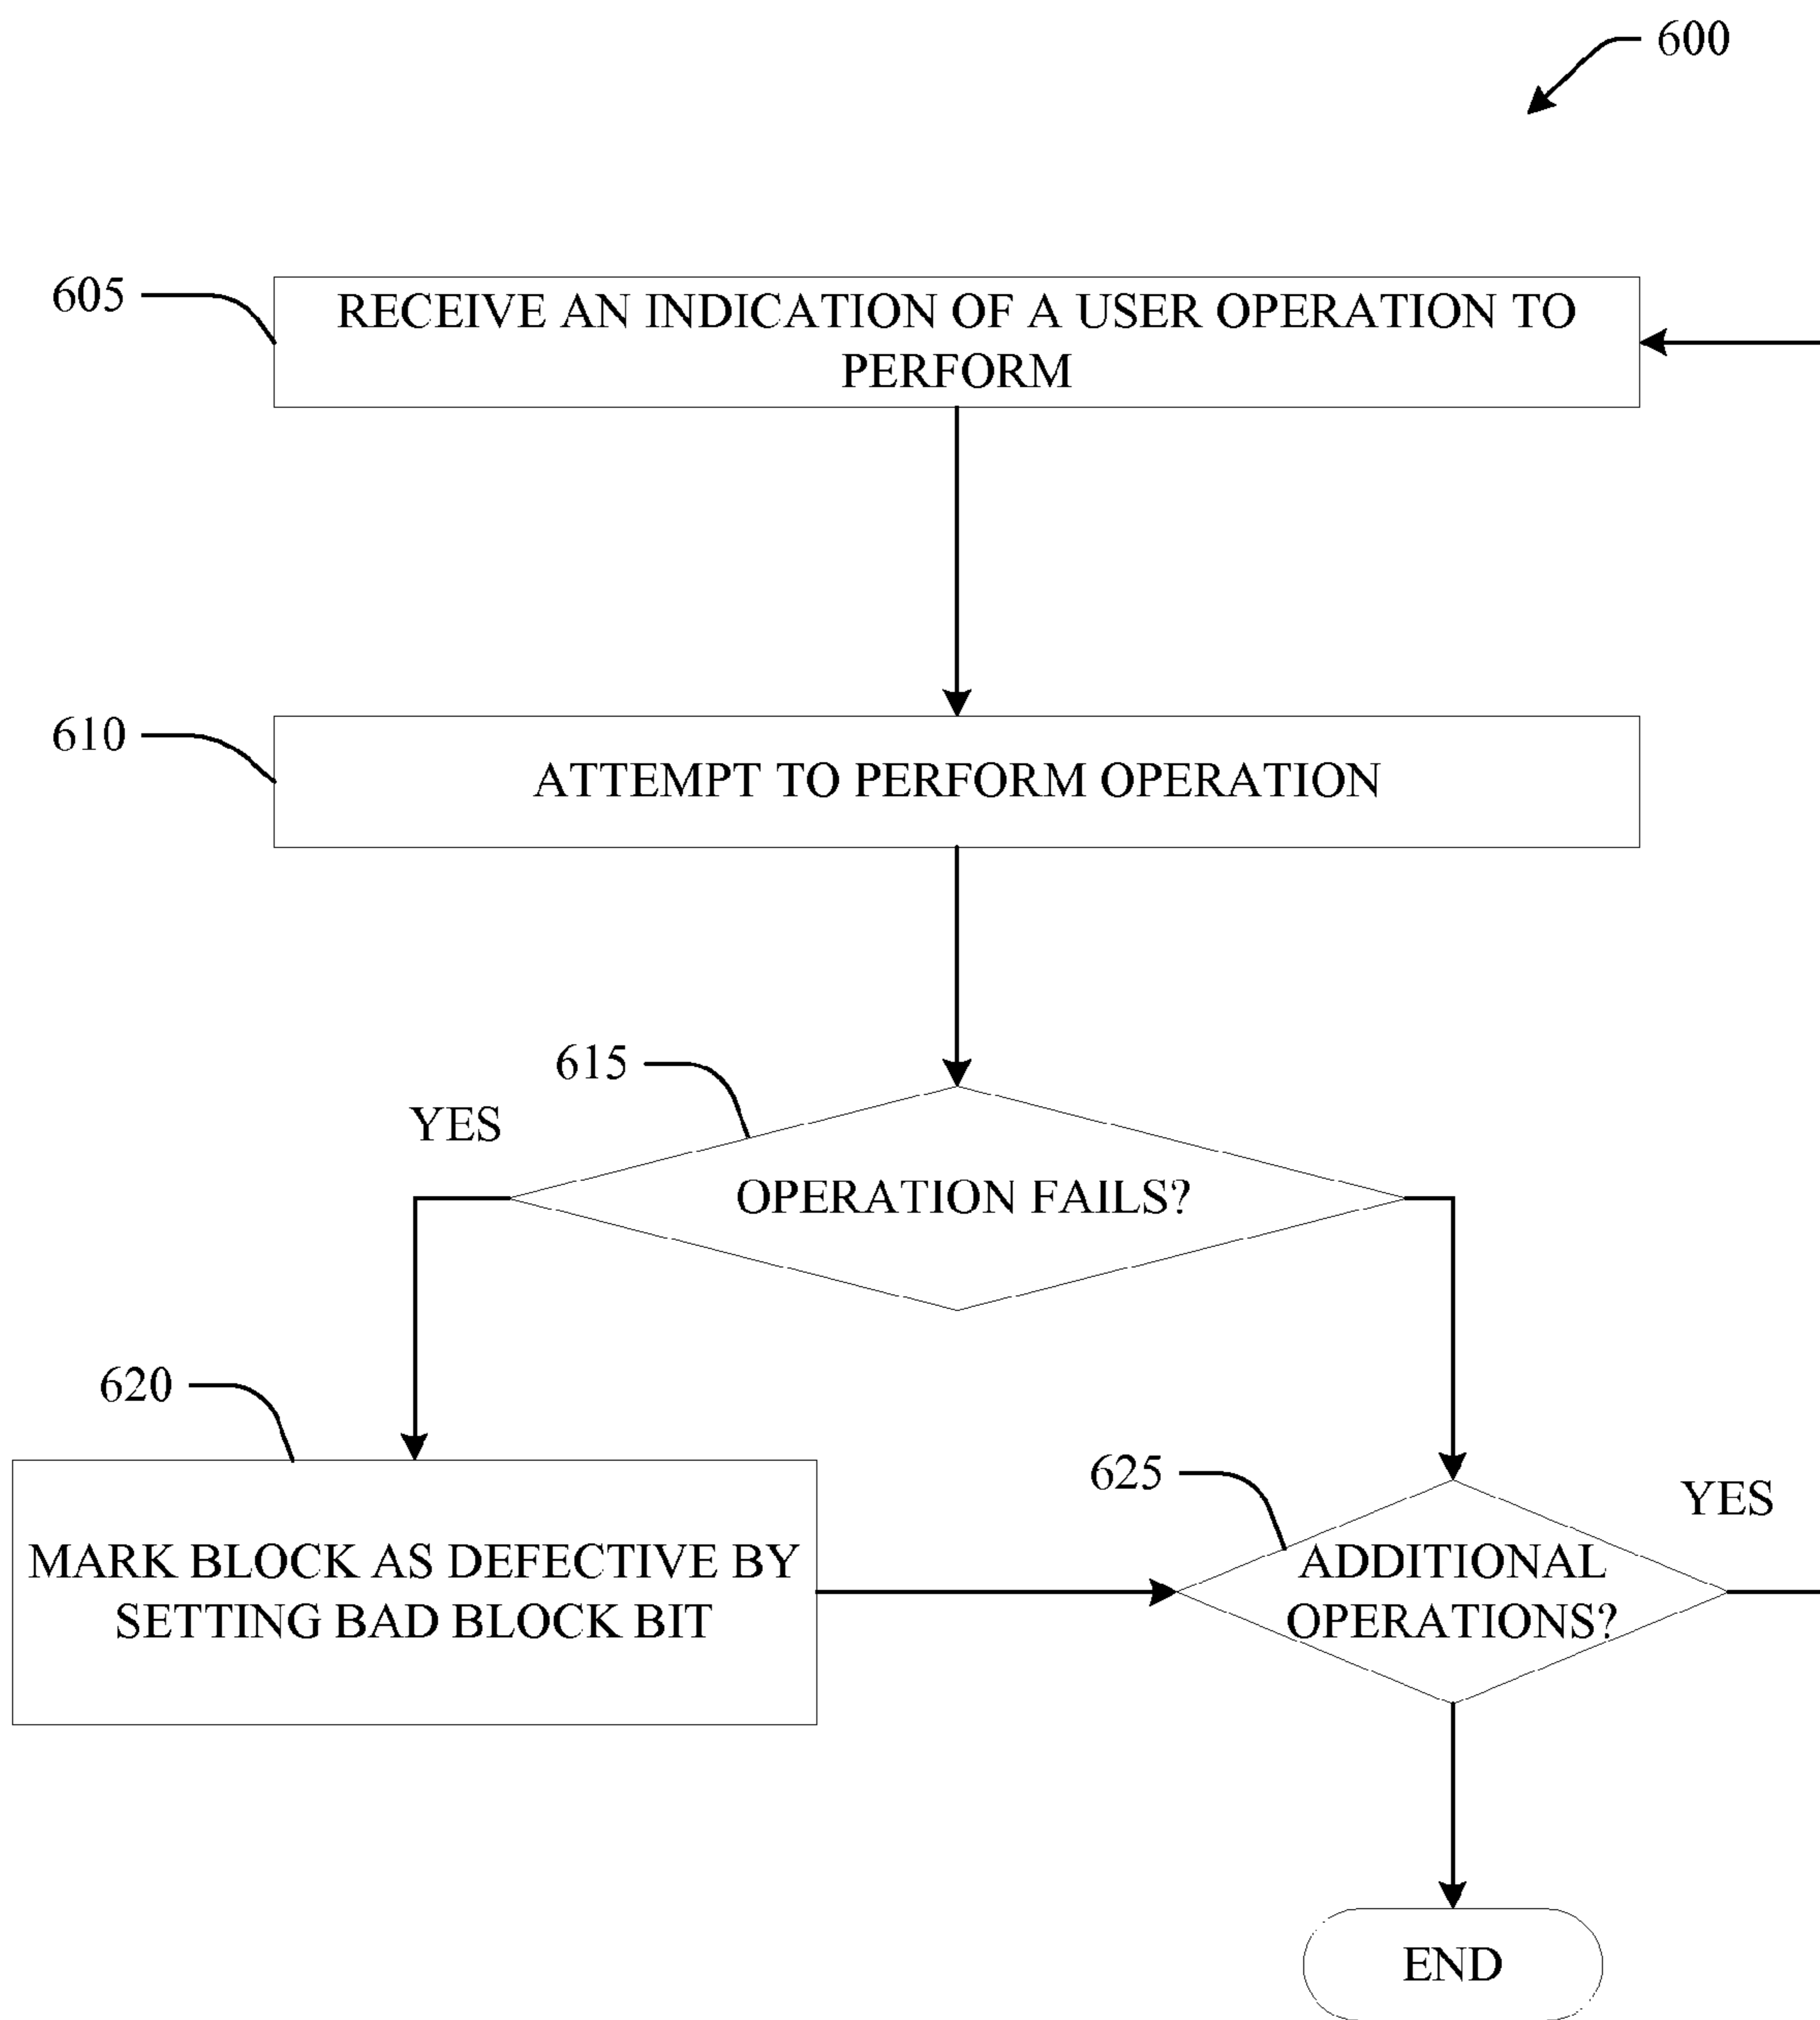 600
605
RECEIVE AN INDICATION OF A USER OPERATION TO
PERFORM
610
ATTEMPT TO PERFORM OPERATION
615
YES
OPERATION FAILS?
620
MARK BLOCK AS DEFECTIVE BY
SETTING BAD BLOCK BIT
625
YES
ADDITIONAL
OPERATIONS?
END